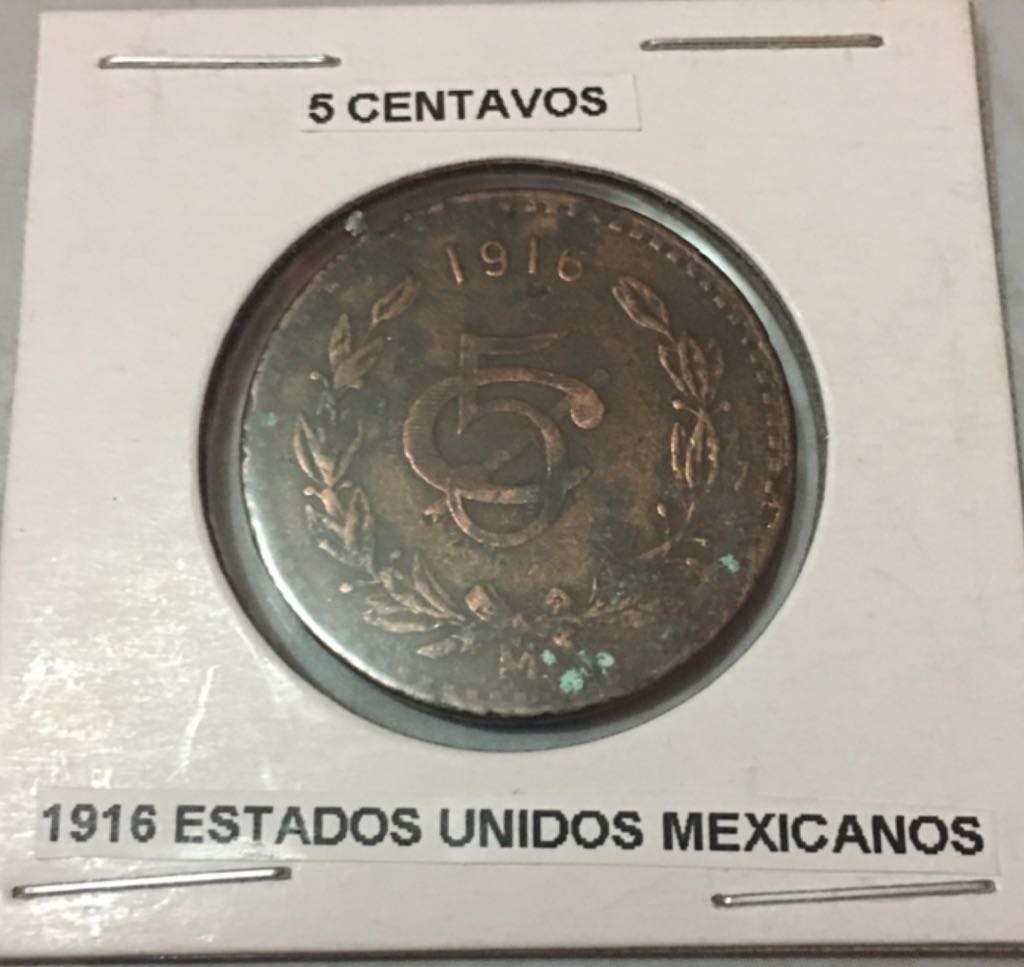 5 CENTAVOS
1916
5 C
M
1916 ESTADOS UNIDOS MEXICANOS